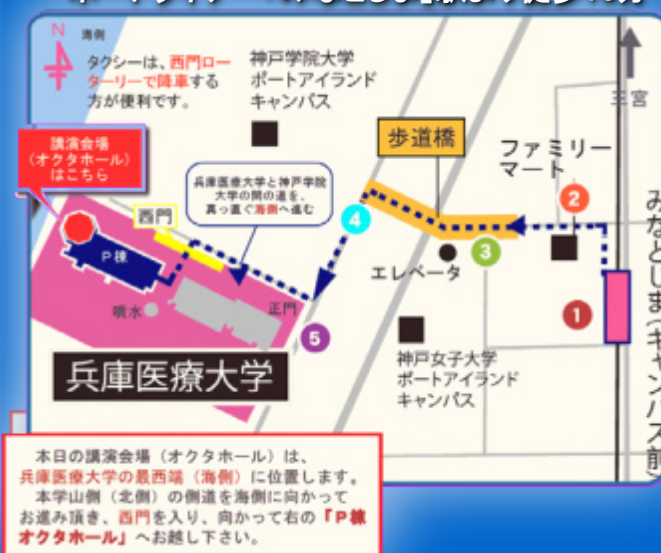 N 海側
タクシーは、西門ロー
ターリーで降車する
方が便利です。
神戸学院大学
ポートアイランド
キャンパス
三宮
講演会場
(オクタホール)
はこちら
歩道橋
ファミリー
マート
兵庫医療大学と神戸学院
大学の間の道を、
真っ直ぐ海側へ進む
西門
P棟
噴水
正門
エレベータ
1
2
3
4
5
みなとじま(キャンパス前)
神戸女子大学
ポートアイランド
キャンパス
兵庫医療大学
本日の講演会場(オクタホール)は、
兵庫医療大学の最西端(海側)に位置します。
本学山側(北側)の側道を海側に向かって
お進み頂き、西門を入り、向かって右の「P棟
オクタホール」へお越し下さい。